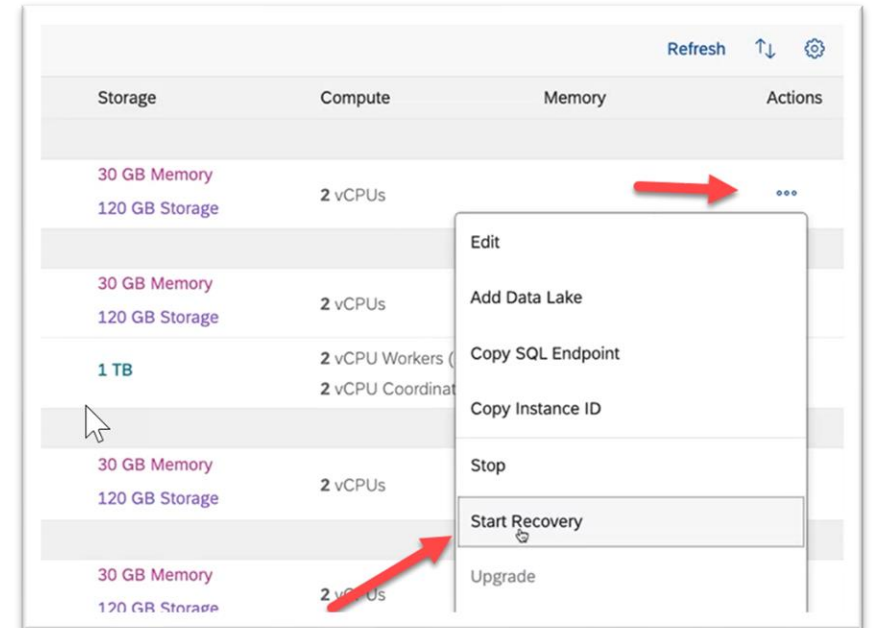 Refresh
Storage Compute Memory Actions
30 GB Memory
120 GB Storage
2 vCPUs
Edit
Add Data Lake
Copy SQL Endpoint
Copy Instance ID
Stop
Start Recovery
Upgrade
30 GB Memory
120 GB Storage
2 vCPUs
1 TB
2 vCPU Workers (
2 vCPU Coordinat
30 GB Memory
120 GB Storage
2 vCPUs
30 GB Memory
120 GB Storage
2 vCPUs